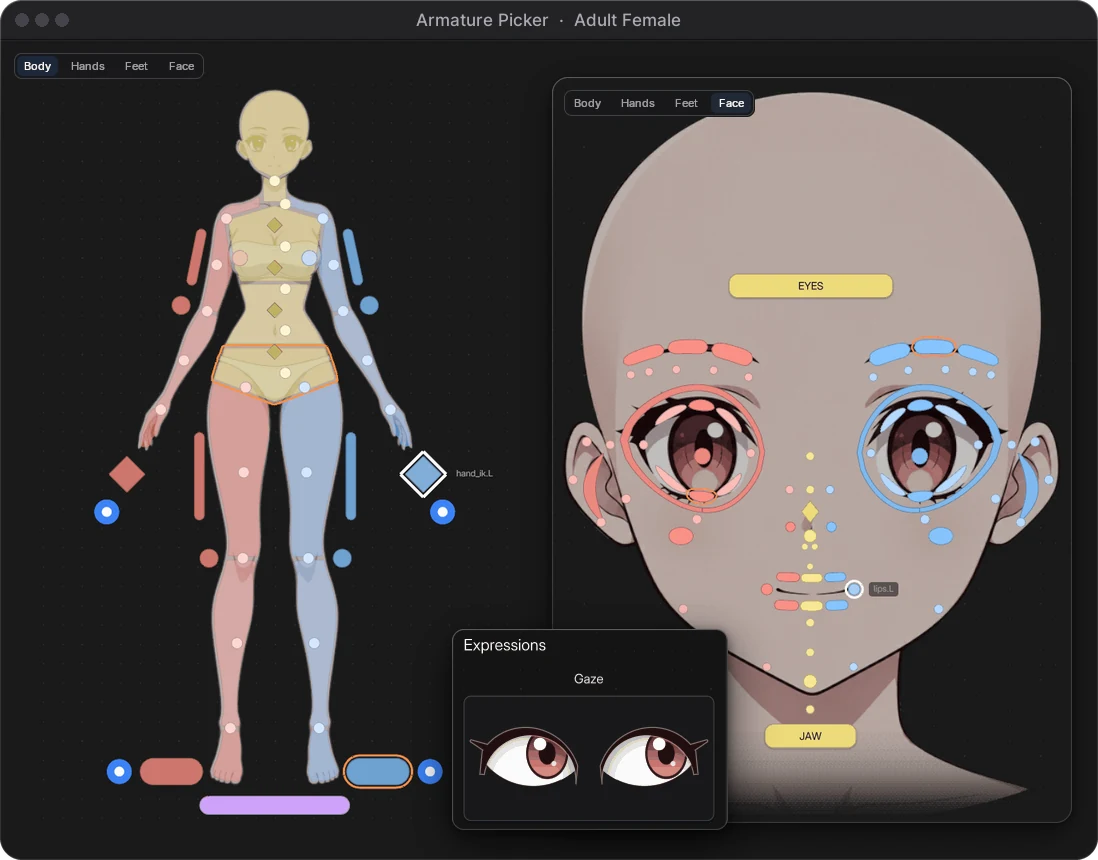 Armature Picker · Adult Female
Body Hands Feet Face
Body Hands Feet Face
EYES
hand_ik.L
lips.L
Expressions
Gaze
JAW